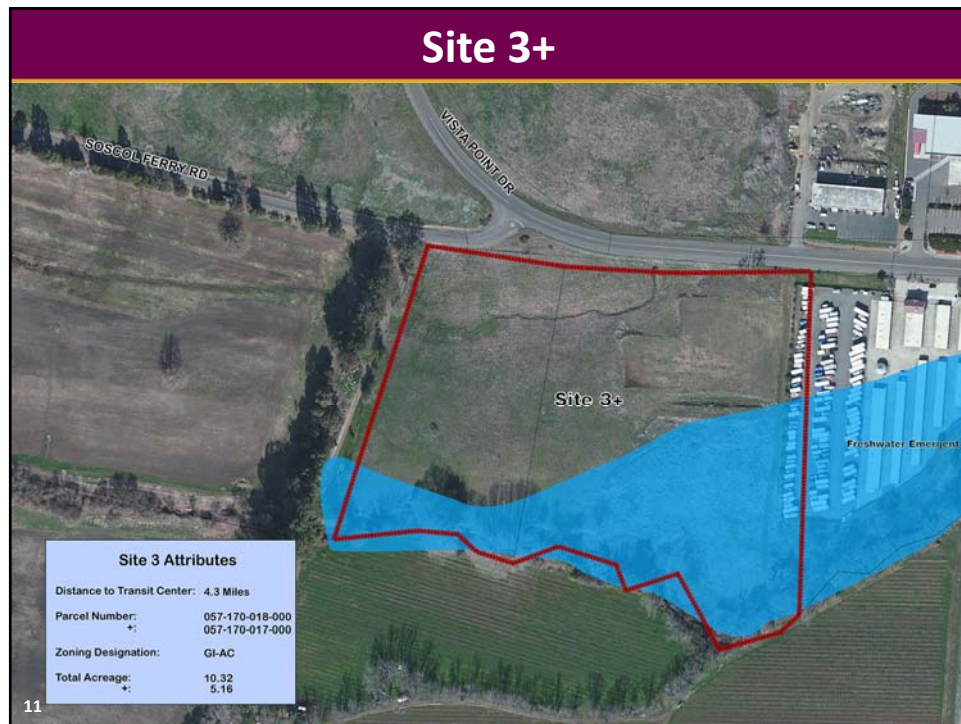 Site 3+
SOSCOL FERRY RD
VISTA POINT DR
Site 3+
Freshwater Emergent
Site 3 Attributes
Distance to Transit Center: 4.3 Miles
Parcel Number: 057-170-018-000
+: 057-170-017-000
Zoning Designation: GI-AC
Total Acreage: 10.32
+: 5.16
11